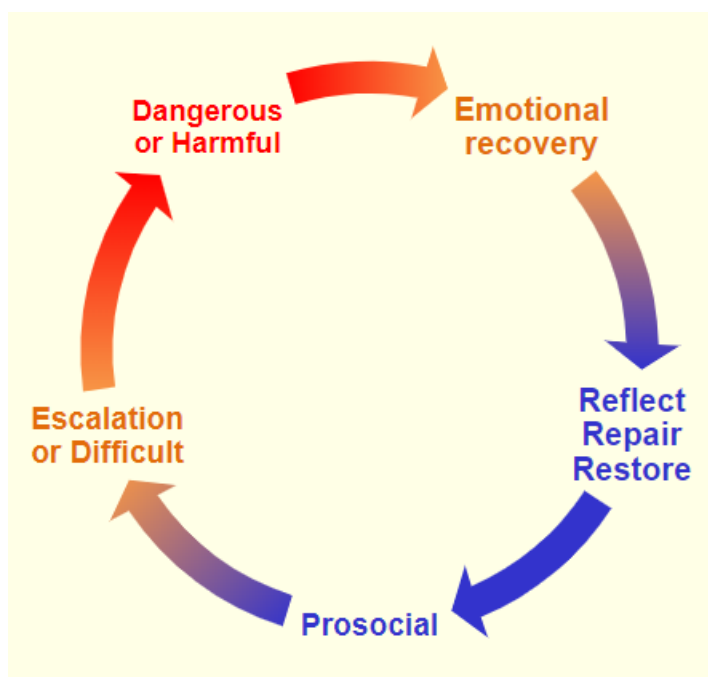 Dangerous
or Harmful
Emotional
recovery
Reflect
Repair
Restore
Prosocial
Escalation
or Difficult